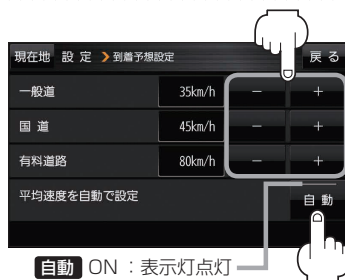 現在地 設 定 到着予想設定 戻 る
一般道 35km/h − +
国 道 45km/h − +
有料道路 80km/h − +
平均速度を自動で設定 自 動
自動 ON:表示灯点灯